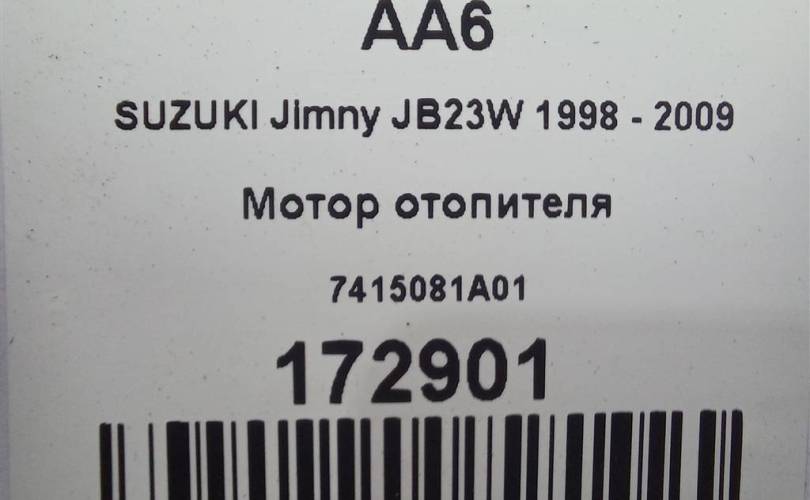 AA6
SUZUKI Jimny JB23W 1998 - 2009
Мотор отопителя
7415081A01
172901